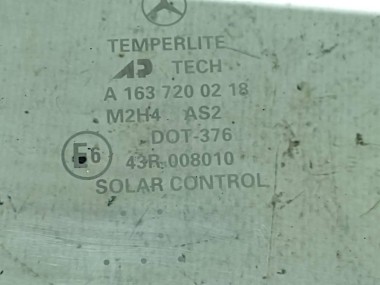 TEMPERLITE
AP TECH
A 163 720 02 18
M2H4 AS2
DOT-376
E6 43R-008010
SOLAR CONTROL